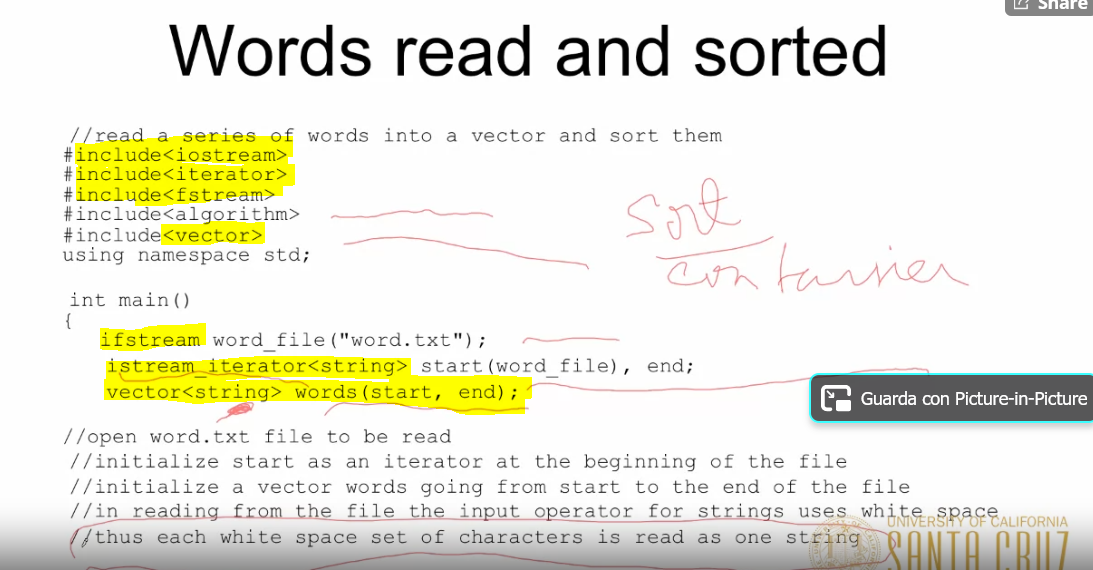 Share
Words read and sorted
//read a series of words into a vector and sort them
#include<iostream>
#include<iterator>
#include<fstream>
#include<algorithm>
#include<vector>
using namespace std;
sort
container
int main()
{
ifstream word_file("word.txt");
istream_iterator<string> start(word_file), end;
vector<string> words(start, end);
Guarda con Picture-in-Picture
//open word.txt file to be read
//initialize start as an iterator at the beginning of the file
//initialize a vector words going from start to the end of the file
//in reading from the file the input operator for strings uses white space
//thus each white space set of characters is read as one string
UNIVERSITY OF CALIFORNIA
SANTA CRUZ